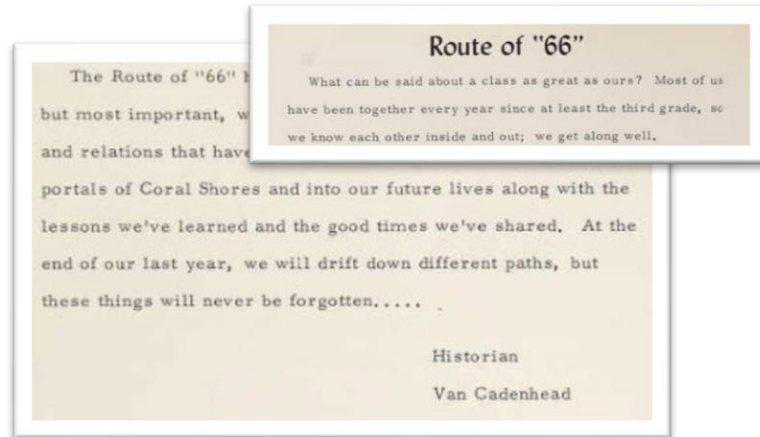 Route of "66"
What can be said about a class as great as ours? Most of us
have been together every year since at least the third grade, so
we know each other inside and out; we get along well.
The Route of "66"
but most important,
and relations that have
portals of Coral Shores and into our future lives along with the
lessons we've learned and the good times we've shared. At the
end of our last year, we will drift down different paths, but
these things will never be forgotten.....
Historian
Van Cadenhead